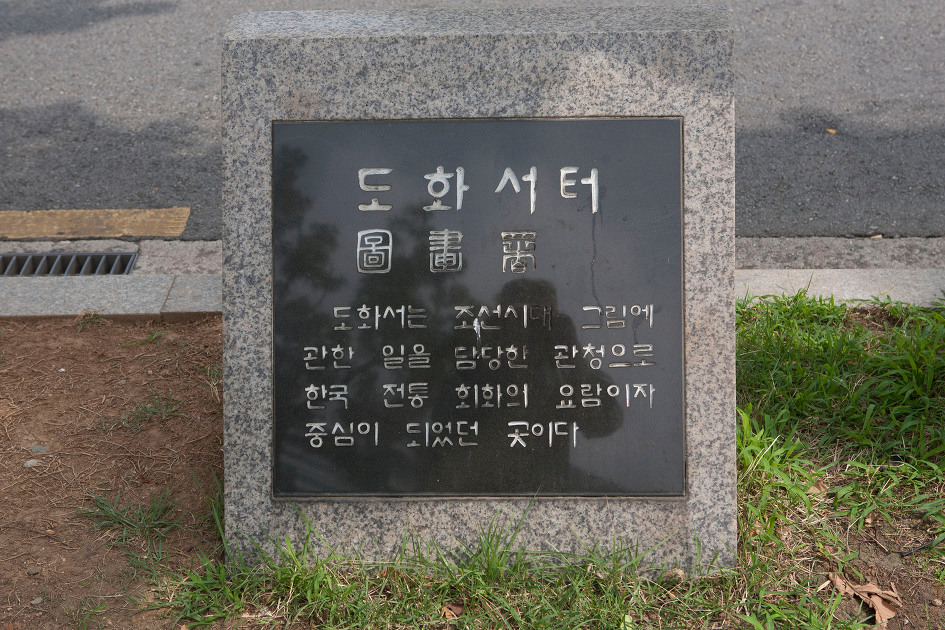 도화서터
圖畫署
도화서는 조선시대 그림에
관한 일을 담당한 관청으로
한국 전통 회화의 요람이자
중심이 되었던 곳이다